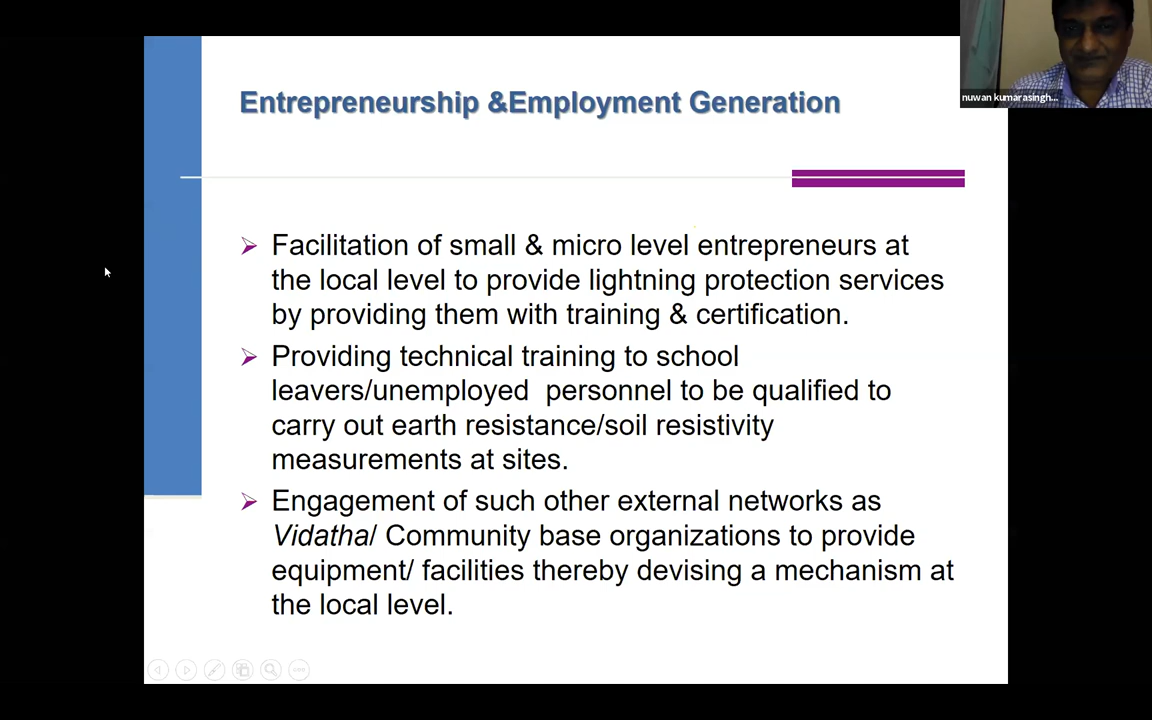 Entrepreneurship &Employment Generation
nuwan kumarasingh...
Facilitation of small & micro level entrepreneurs at
the local level to provide lightning protection services
by providing them with training & certification.
Providing technical training to school
leavers/unemployed  personnel to be qualified to
carry out earth resistance/soil resistivity
measurements at sites.
Engagement of such other external networks as
Vidatha/ Community base organizations to provide
equipment/ facilities thereby devising a mechanism at
the local level.